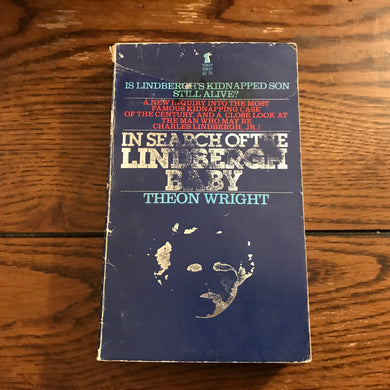 IS LINDBERGH'S KIDNAPPED SON
STILL ALIVE?
A NEW INQUIRY INTO THE MOST
FAMOUS KIDNAPPING CASE
OF THE CENTURY, AND A CLOSE LOOK AT
THE MAN WHO MAY BE
CHARLES LINDBERGH, JR.!
IN SEARCH OF THE
LINDBERGH
BABY
THEON WRIGHT